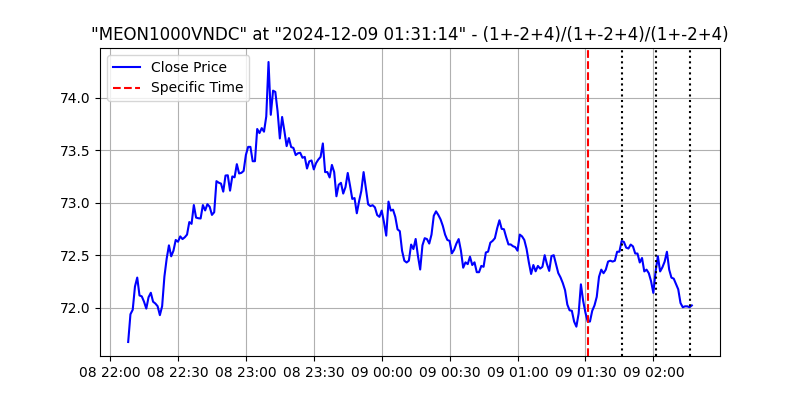 "MEON1000VNDC" at "2024-12-09 01:31:14" - (1+-2+4)/(1+-2+4)/(1+-2+4)
Close Price
Specific Time
74.0
73.5
73.0
72.5
72.0
08 22:00 08 22:30 08 23:00 08 23:30 09 00:00 09 00:30 09 01:00 09 01:30 09 02:00